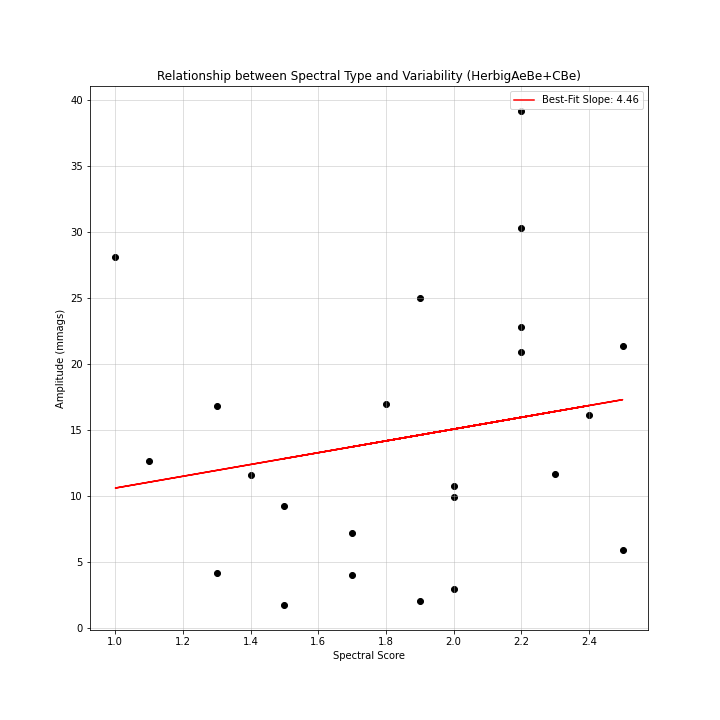 Relationship between Spectral Type and Variability (HerbigAeBe+CBe)
Best-Fit Slope: 4.46
40
35
30
25
20
15
10
5
0
Amplitude (mmags)
1.0 1.2 1.4 1.6 1.8 2.0 2.2 2.4
Spectral Score